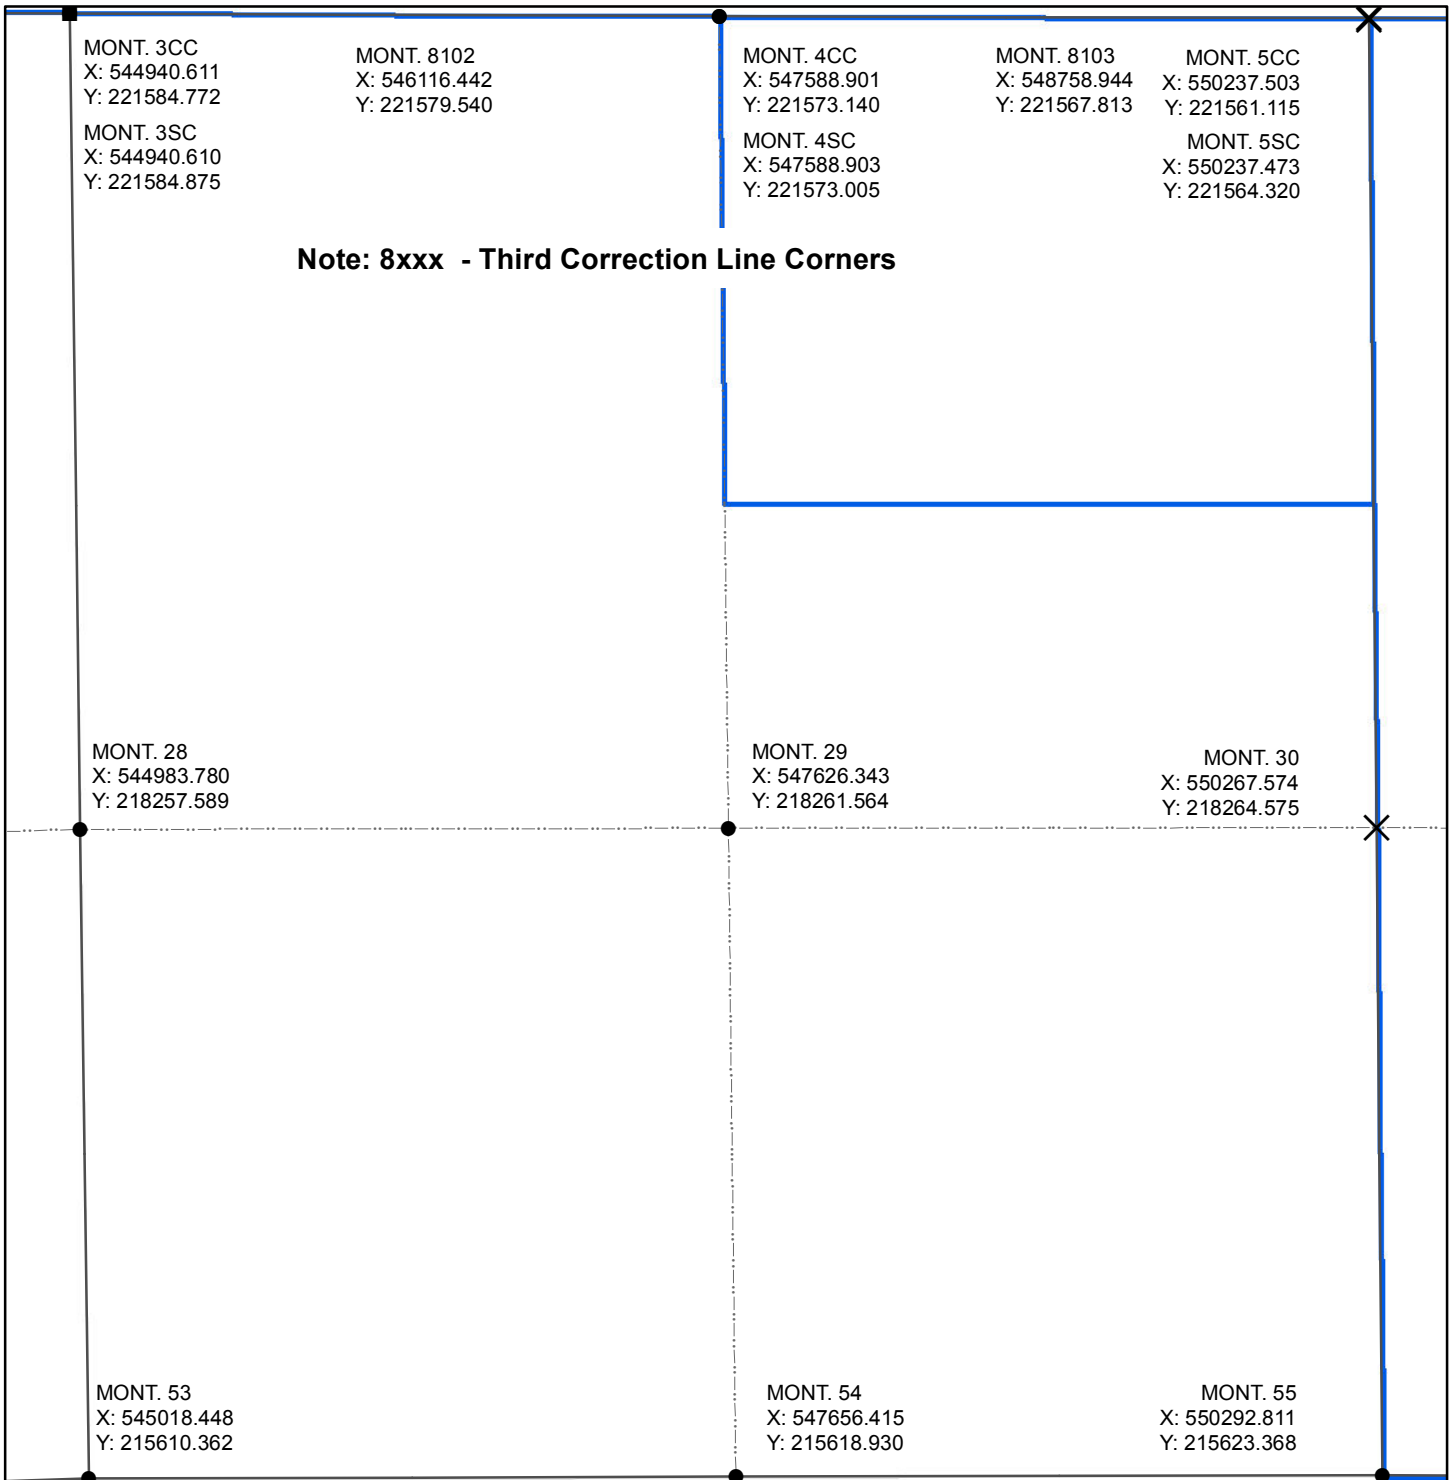 MONT. 3CC
X: 544940.611
Y: 221584.772
MONT. 3SC
X: 544940.610
Y: 221584.875
MONT. 8102
X: 546116.442
Y: 221579.540
MONT. 4CC
X: 547588.901
Y: 221573.140
MONT. 4SC
X: 547588.903
Y: 221573.005
MONT. 8103
X: 548758.944
Y: 221567.813
MONT. 5CC
X: 550237.503
Y: 221561.115
MONT. 5SC
X: 550237.473
Y: 221564.320
Note: 8xxx - Third Correction Line Corners
MONT. 28
X: 544983.780
Y: 218257.589
MONT. 29
X: 547626.343
Y: 218261.564
MONT. 30
X: 550267.574
Y: 218264.575
MONT. 53
X: 545018.448
Y: 215610.362
MONT. 54
X: 547656.415
Y: 215618.930
MONT. 55
X: 550292.811
Y: 215623.368